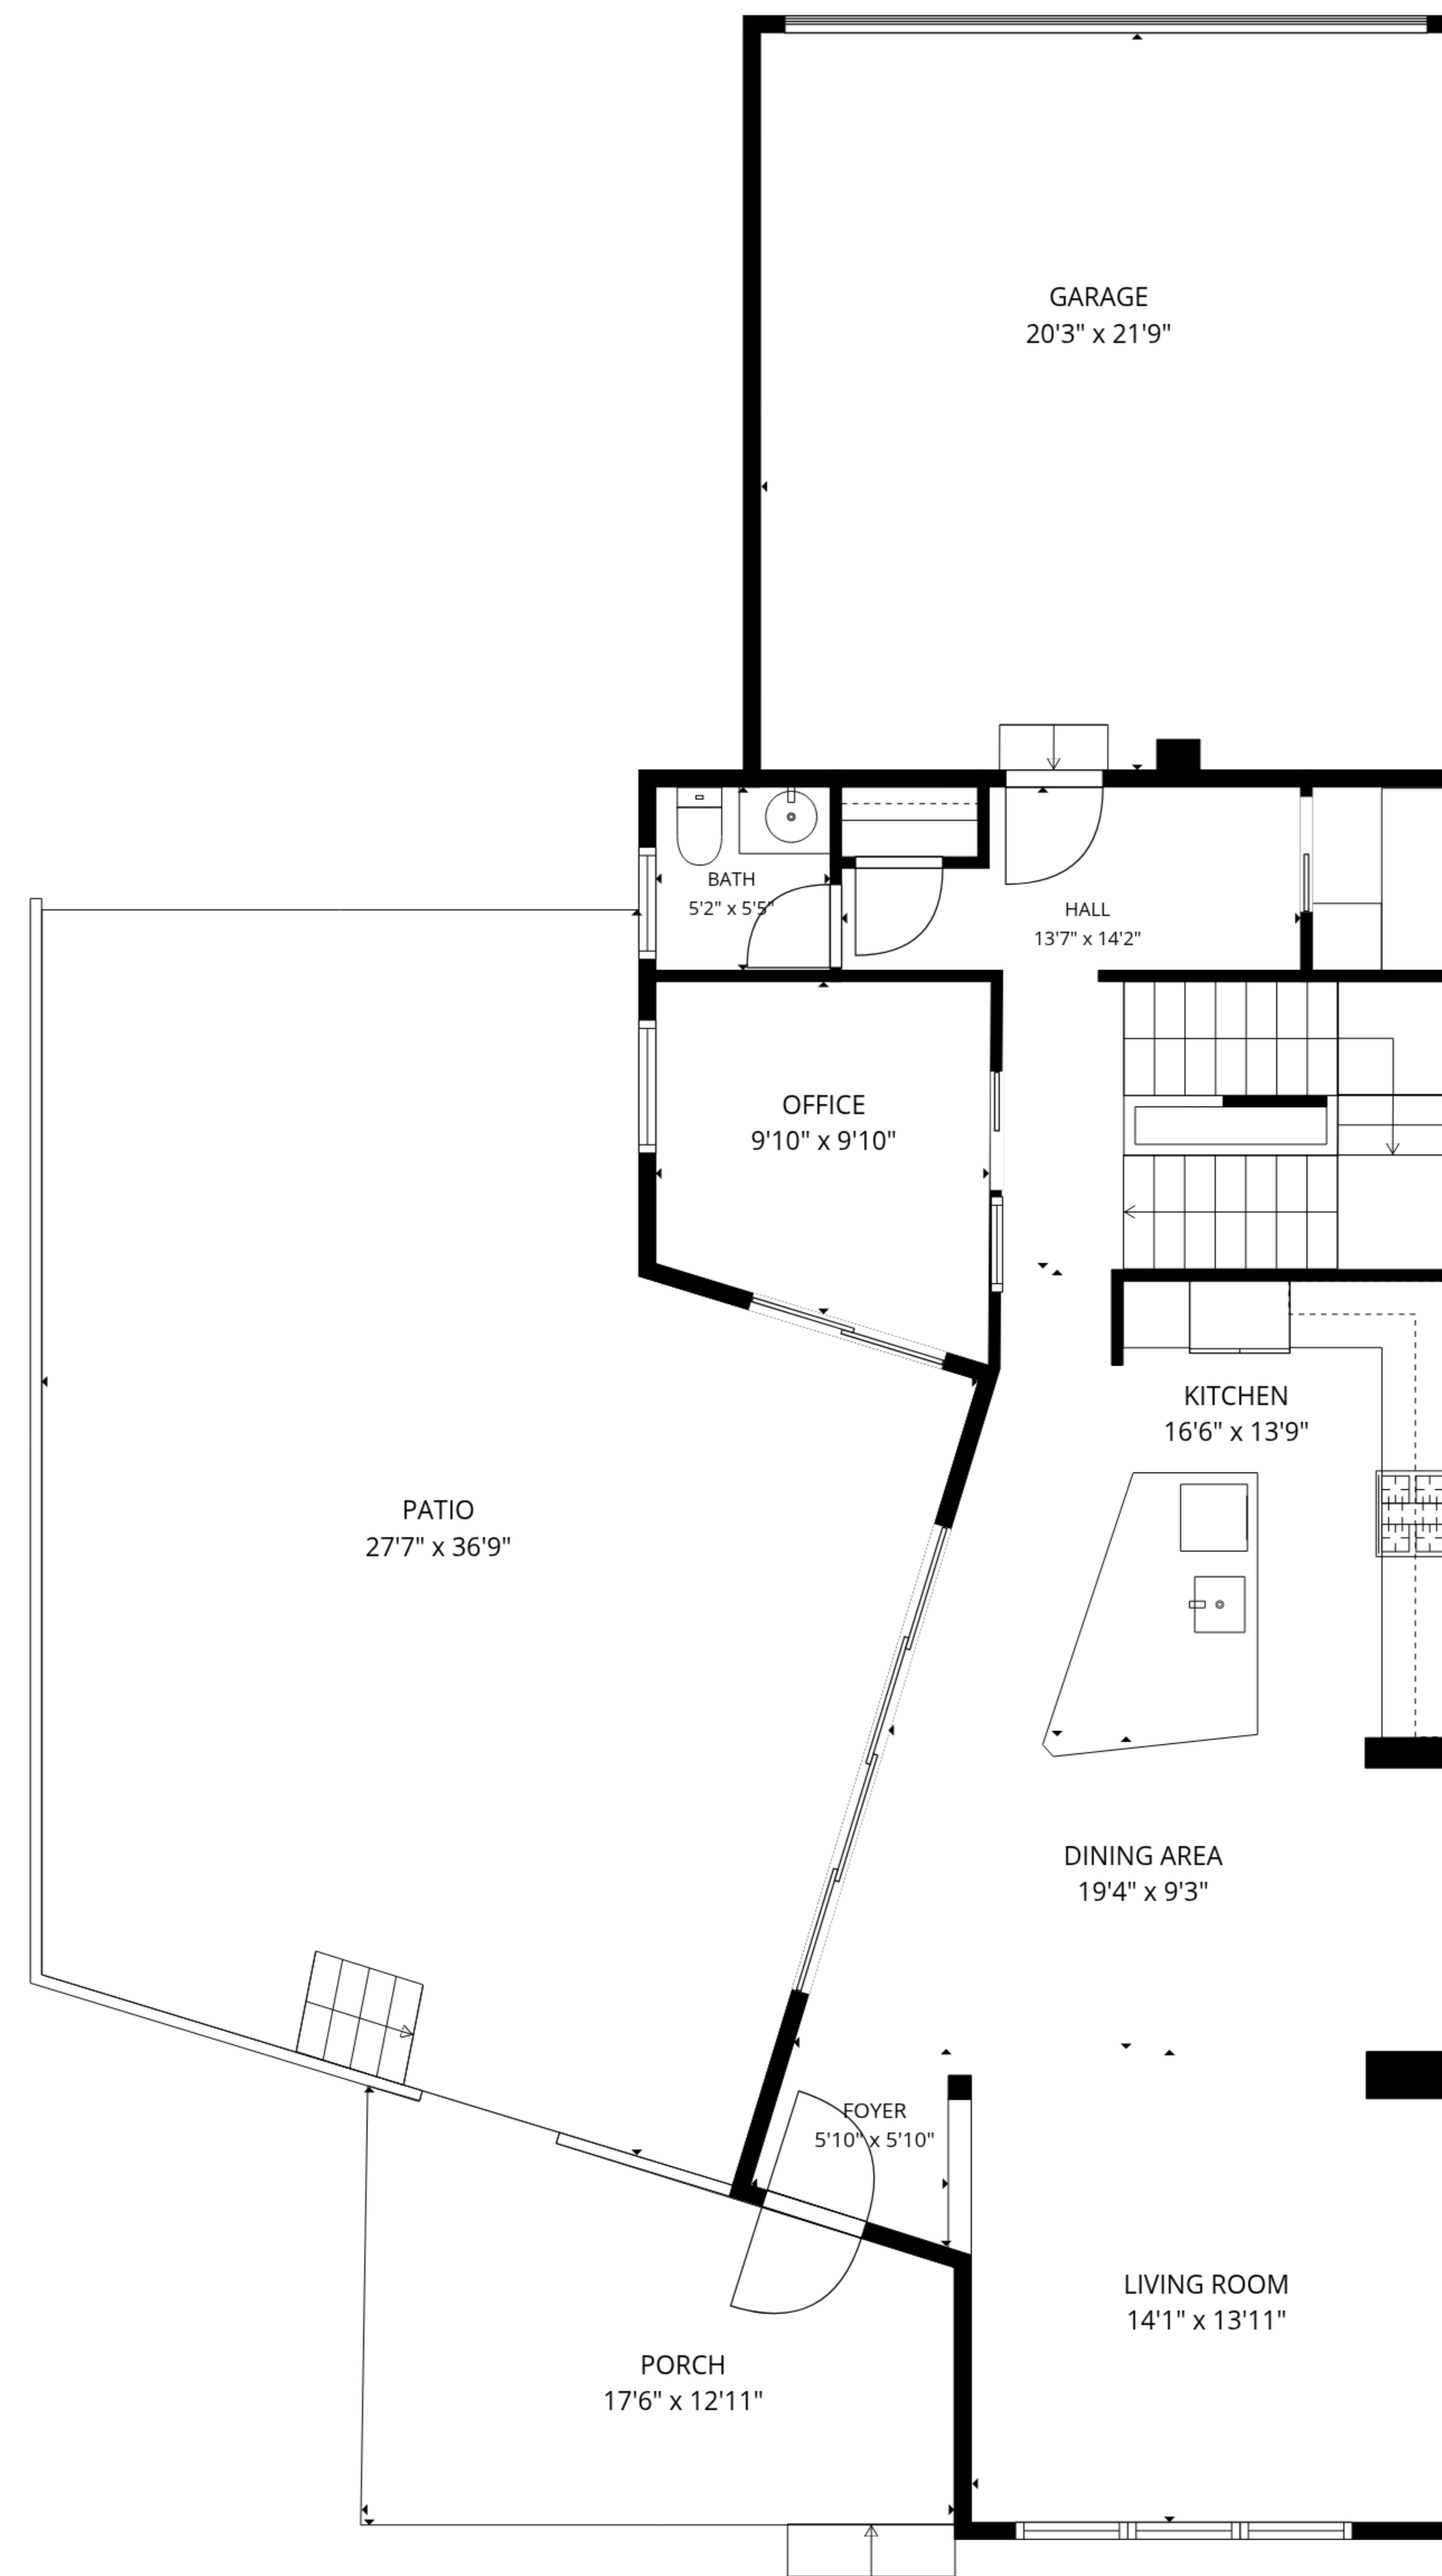 GARAGE
20'3" x 21'9"
BATH
5'2" x 5'5"
HALL
13'7" x 14'2"
OFFICE
9'10" x 9'10"
KITCHEN
16'6" x 13'9"
PATIO
27'7" x 36'9"
DINING AREA
19'4" x 9'3"
FOYER
5'10" x 5'10"
LIVING ROOM
14'1" x 13'11"
PORCH
17'6" x 12'11"